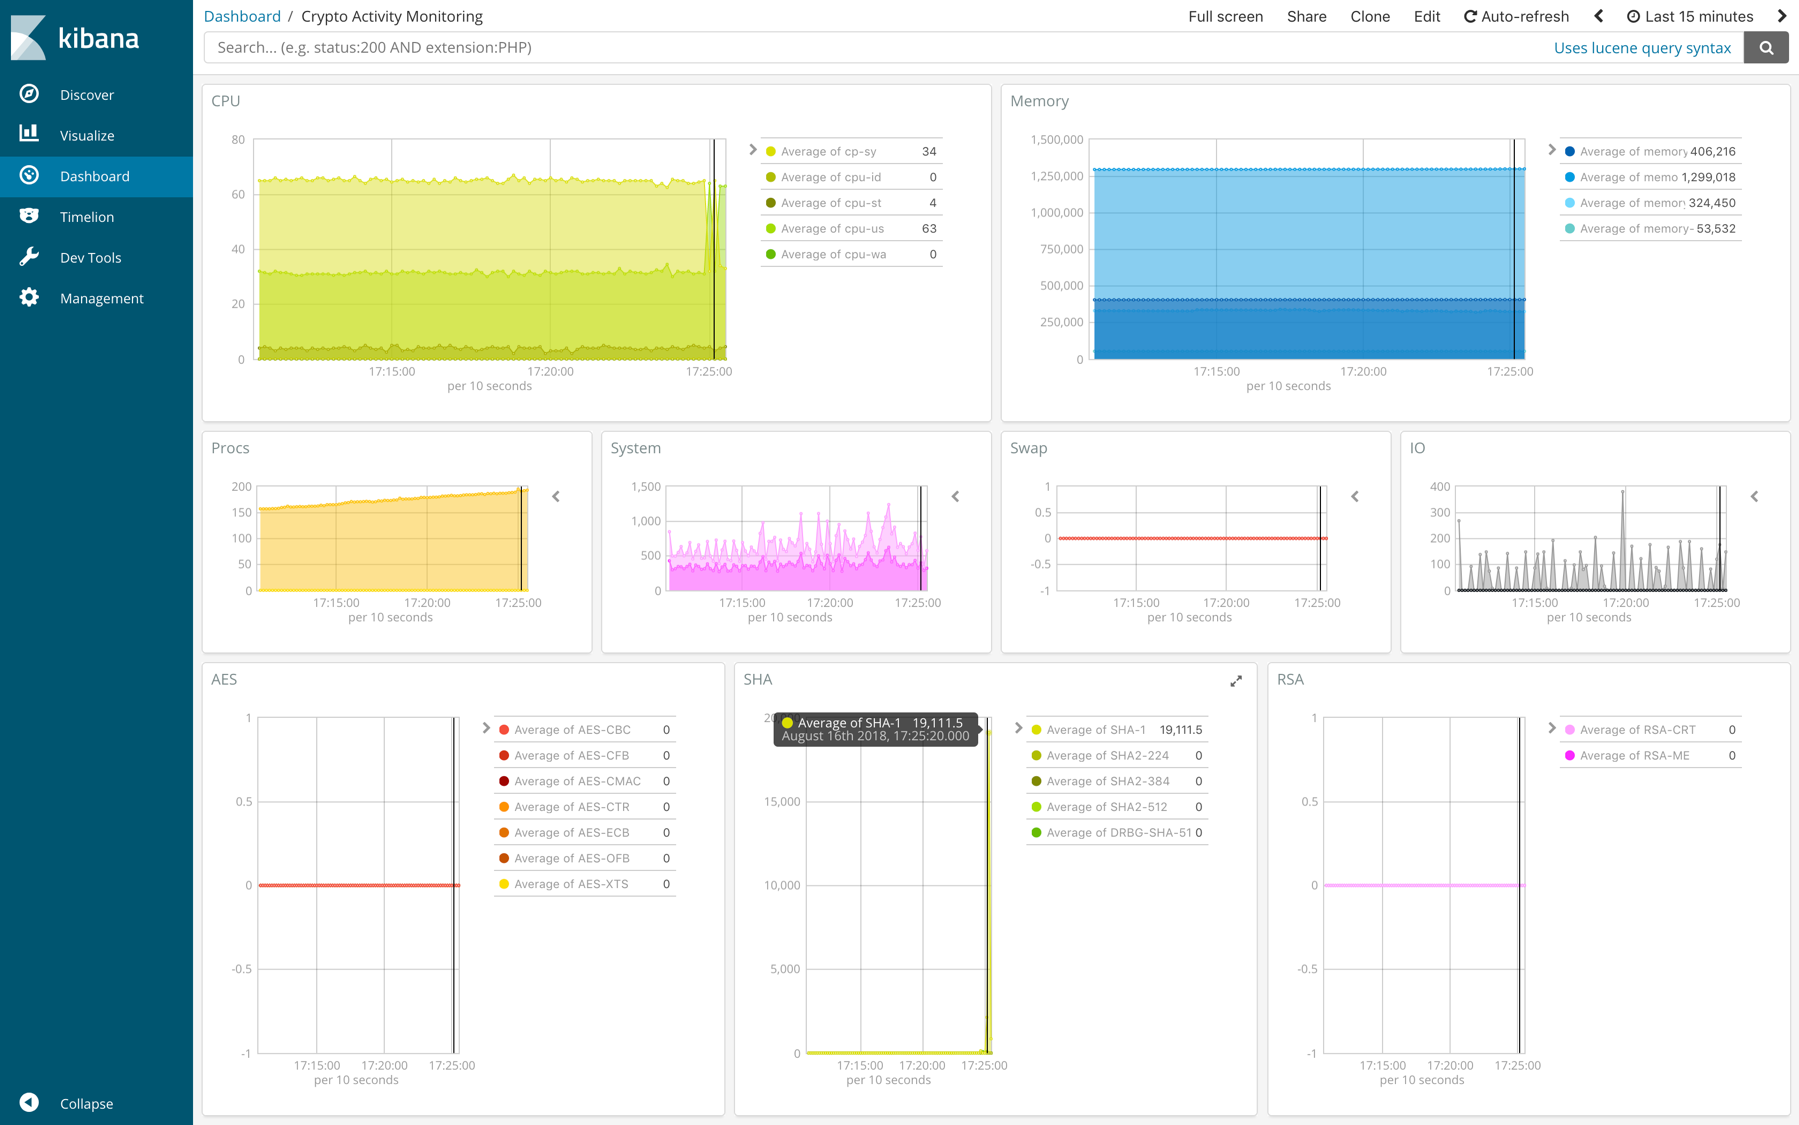 kibana
Discover
Visualize
Dashboard
Timelion
Dev Tools
Management
Collapse
Dashboard / Crypto Activity Monitoring
Full screen Share Clone Edit Auto-refresh Last 15 minutes
Search... (e.g. status:200 AND extension:PHP)
Uses lucene query syntax
CPU
80
60
40
20
0
17:15:00 17:20:00 17:25:00
per 10 seconds
Average of cp-sy 34
Average of cpu-id 0
Average of cpu-st 4
Average of cpu-us 63
Average of cpu-wa 0
Memory
1,500,000
1,250,000
1,000,000
750,000
500,000
250,000
0
17:15:00 17:20:00 17:25:00
per 10 seconds
Average of memory 406,216
Average of memo 1,299,018
Average of memor 324,450
Average of memory- 53,532
Procs
200
150
100
50
0
17:15:00 17:20:00 17:25:00
per 10 seconds
System
1,500
1,000
500
0
17:15:00 17:20:00 17:25:00
per 10 seconds
Swap
1
0.5
0
-0.5
-1
17:15:00 17:20:00 17:25:00
per 10 seconds
IO
400
300
200
100
0
17:15:00 17:20:00 17:25:00
per 10 seconds
AES
1
0.5
0
-0.5
-1
17:15:00 17:20:00 17:25:00
per 10 seconds
Average of AES-CBC 0
Average of AES-CFB 0
Average of AES-CMAC 0
Average of AES-CTR 0
Average of AES-ECB 0
Average of AES-OFB 0
Average of AES-XTS 0
SHA
Average of SHA-1 19,111.5
August 16th 2018, 17:25:20.000
15,000
10,000
5,000
0
17:15:00 17:20:00 17:25:00
per 10 seconds
Average of SHA-1 19,111.5
Average of SHA2-224 0
Average of SHA2-384 0
Average of SHA2-512 0
Average of DRBG-SHA-51 0
RSA
1
0.5
0
-0.5
-1
17:15:00 17:20:00 17:25:00
per 10 seconds
Average of RSA-CRT 0
Average of RSA-ME 0